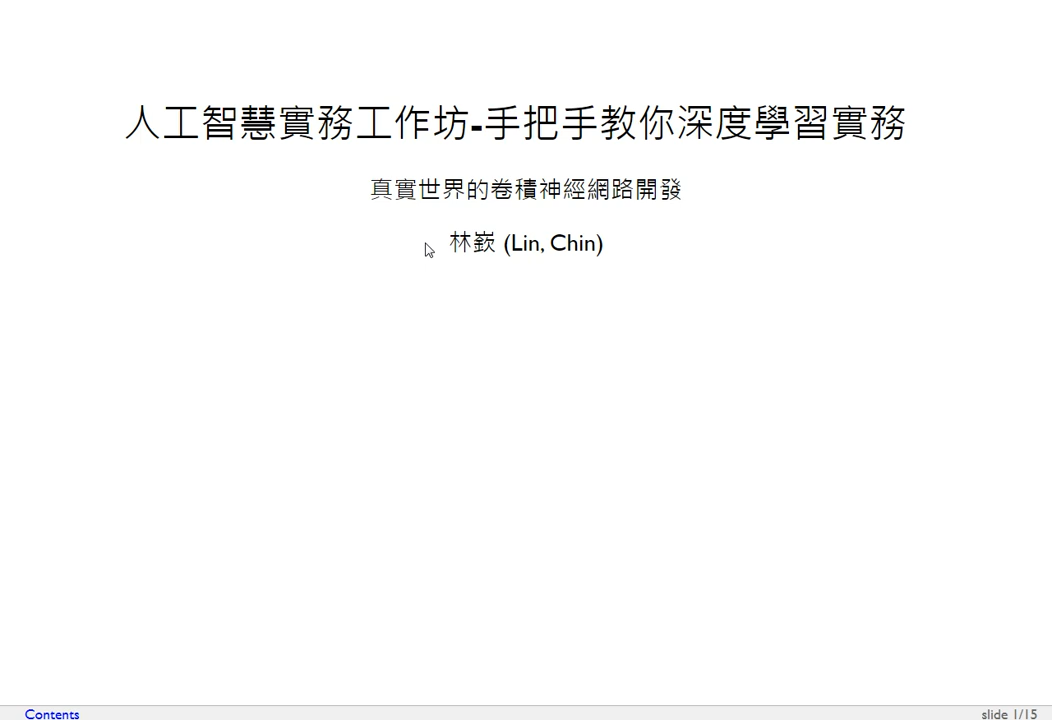 人工智慧實務工作坊-手把手教你深度學習實務
真實世界的卷積神經網路開發
林嶔 (Lin, Chin)
Contents
slide 1/15